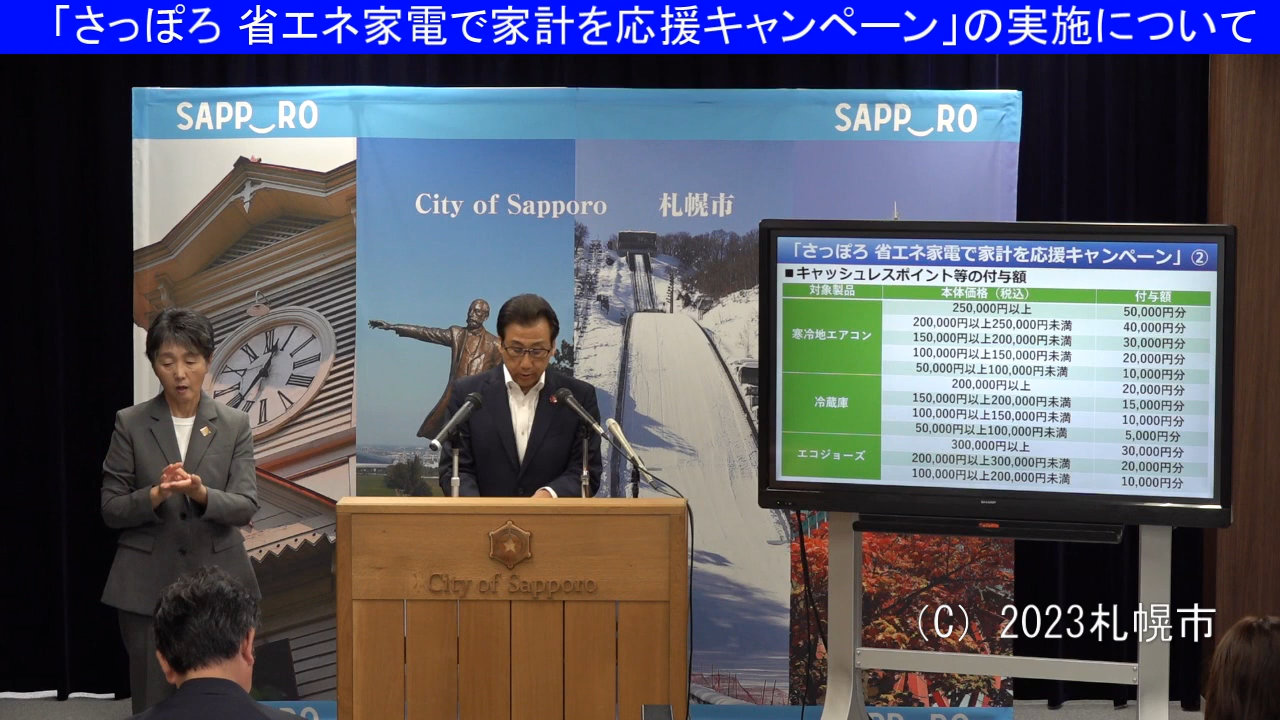 「さっぽろ 省エネ家電で家計を応援キャンペーン」の実施について
SAPP_RO
SAPP_RO
City of Sapporo 札幌市
「さっぽろ 省エネ家電で家計を応援キャンペーン」②
■キャッシュレスポイント等の付与額
対象製品 本体価格（税込） 付与額
寒冷地エアコン
250,000円以上 50,000円分
200,000円以上250,000円未満 40,000円分
150,000円以上200,000円未満 30,000円分
100,000円以上150,000円未満 20,000円分
50,000円以上100,000円未満 10,000円分
冷蔵庫
200,000円以上 20,000円分
150,000円以上200,000円未満 15,000円分
100,000円以上150,000円未満 10,000円分
50,000円以上100,000円未満 5,000円分
エコジョーズ
300,000円以上 30,000円分
200,000円以上300,000円未満 20,000円分
100,000円以上200,000円未満 10,000円分
SHARP
City of Sapporo
(C) 2023札幌市